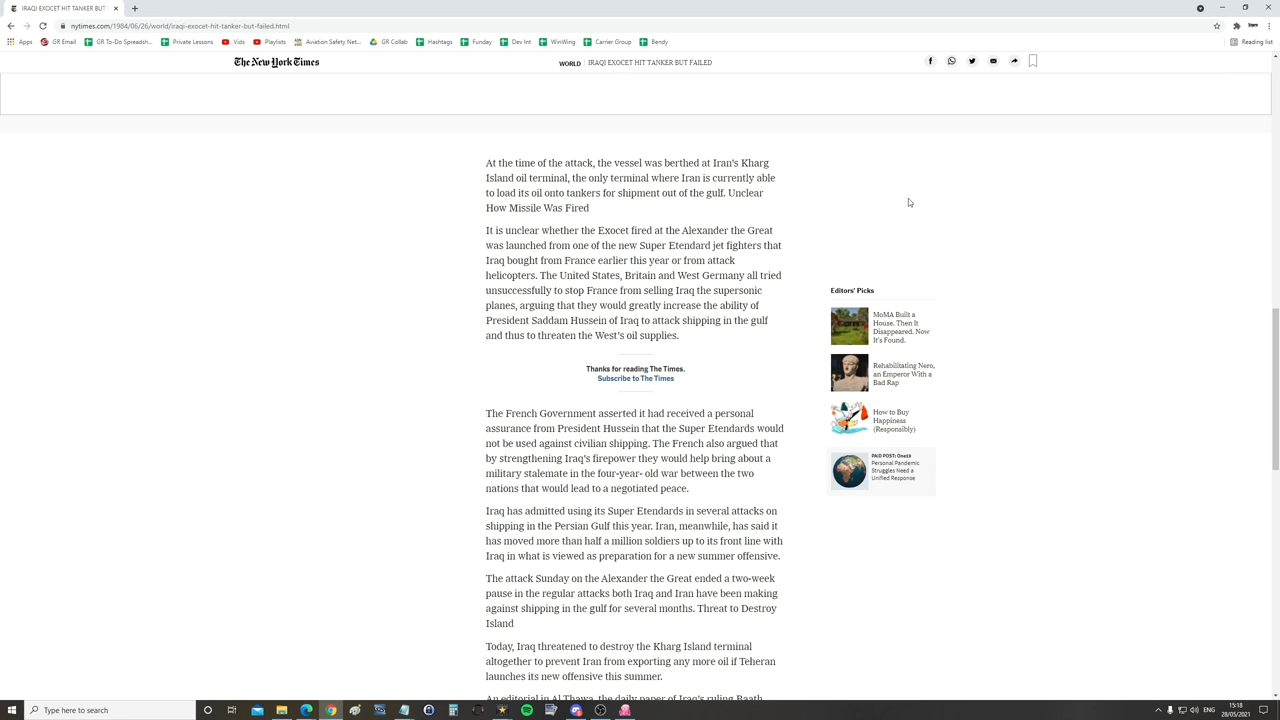 IRAQI EXOCET HIT TANKER BUT
nytimes.com/1984/06/26/world/iraqi-exocet-hit-tanker-but-failed.html
Apps GR Email GR To-Do Spreadsh... Private Lessons Vids Playlists Aviation Safety Net... GR Collab Hashtags Funday Dev Int WinWing Carrier Group Bendy Reading list
The New York Times WORLD | IRAQI EXOCET HIT TANKER BUT FAILED
At the time of the attack, the vessel was berthed at Iran's Kharg
Island oil terminal, the only terminal where Iran is currently able
to load its oil onto tankers for shipment out of the gulf. Unclear
How Missile Was Fired
It is unclear whether the Exocet fired at the Alexander the Great
was launched from one of the new Super Etendard jet fighters that
Iraq bought from France earlier this year or from attack
helicopters. The United States, Britain and West Germany all tried
unsuccessfully to stop France from selling Iraq the supersonic
planes, arguing that they would greatly increase the ability of
President Saddam Hussein of Iraq to attack shipping in the gulf
and thus to threaten the West's oil supplies.
Thanks for reading The Times.
Subscribe to The Times
The French Government asserted it had received a personal
assurance from President Hussein that the Super Etendards would
not be used against civilian shipping. The French also argued that
by strengthening Iraq's firepower they would help bring about a
military stalemate in the four-year- old war between the two
nations that would lead to a negotiated peace.
Iraq has admitted using its Super Etendards in several attacks on
shipping in the Persian Gulf this year. Iran, meanwhile, has said it
has moved more than half a million soldiers up to its front line with
Iraq in what is viewed as preparation for a new summer offensive.
The attack Sunday on the Alexander the Great ended a two-week
pause in the regular attacks both Iraq and Iran have been making
against shipping in the gulf for several months. Threat to Destroy
Island
Today, Iraq threatened to destroy the Kharg Island terminal
altogether to prevent Iran from exporting any more oil if Teheran
launches its new offensive this summer.
An editorial in Al Thawa, the daily paper of Iraq's ruling Baath
Editors' Picks
MoMA Built a
House. Then It
Disappeared. Now
It's Found.
Rehabilitating Nero,
an Emperor With a
Bad Rap
How to Buy
Happiness
(Responsibly)
PAID POST: One10
Personal Pandemic
Struggles Need a
Unified Response
Type here to search
ENG
15:18
28/05/2021